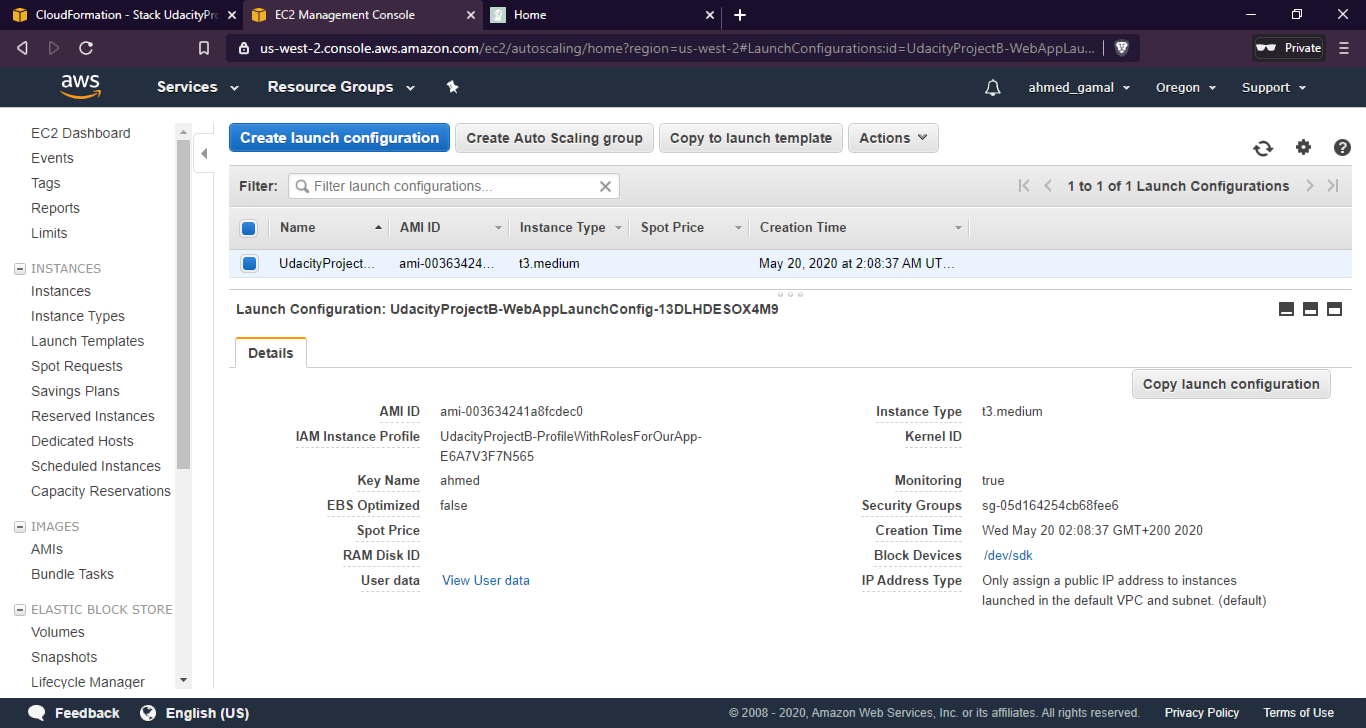 CloudFormation - Stack UdacityPro
EC2 Management Console
Home
us-west-2.console.aws.amazon.com/ec2/autoscaling/home?region=us-west-2#LaunchConfigurations:id=UdacityProjectB-WebAppLau...
Private
aws
Services
Resource Groups
ahmed_gamal
Oregon
Support
EC2 Dashboard
Events
Tags
Reports
Limits
INSTANCES
Instances
Instance Types
Launch Templates
Spot Requests
Savings Plans
Reserved Instances
Dedicated Hosts
Scheduled Instances
Capacity Reservations
IMAGES
AMIs
Bundle Tasks
ELASTIC BLOCK STORE
Volumes
Snapshots
Lifecycle Manager
Create launch configuration
Create Auto Scaling group
Copy to launch template
Actions
Filter:
Filter launch configurations...
1 to 1 of 1 Launch Configurations
Name
AMI ID
Instance Type
Spot Price
Creation Time
UdacityProject...
ami-00363424...
t3.medium
May 20, 2020 at 2:08:37 AM UT...
Launch Configuration: UdacityProjectB-WebAppLaunchConfig-13DLHDESOX4M9
Details
Copy launch configuration
AMI ID ami-003634241a8fcdec0
IAM Instance Profile UdacityProjectB-ProfileWithRolesForOurApp-
E6A7V3F7N565
Key Name ahmed
EBS Optimized false
Spot Price
RAM Disk ID
User data View User data
Instance Type t3.medium
Kernel ID
Monitoring true
Security Groups sg-05d164254cb68fee6
Creation Time Wed May 20 02:08:37 GMT+200 2020
Block Devices /dev/sdk
IP Address Type Only assign a public IP address to instances
launched in the default VPC and subnet. (default)
Feedback
English (US)
© 2008 - 2020, Amazon Web Services, Inc. or its affiliates. All rights reserved.
Privacy Policy
Terms of Use